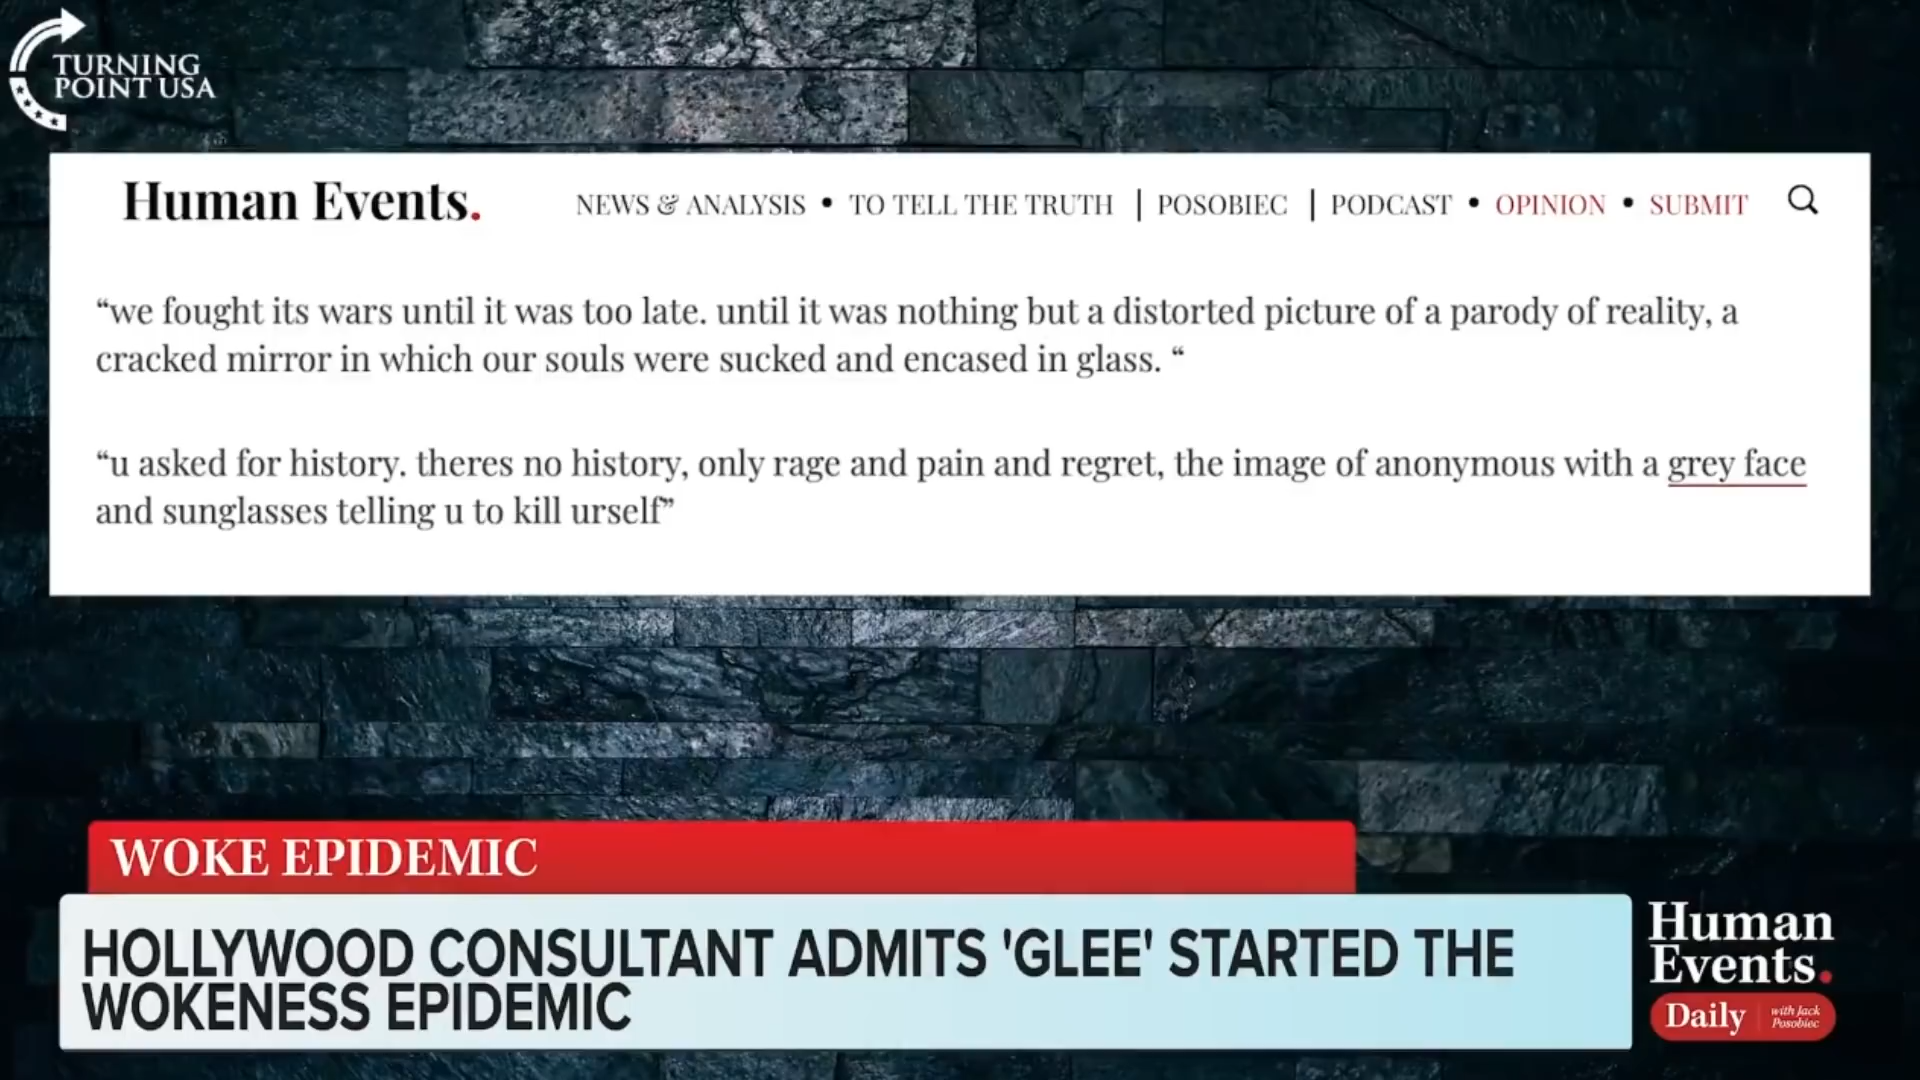 TURNING
POINT USA
Human Events.
NEWS & ANALYSIS • TO TELL THE TRUTH | POSOBIEC | PODCAST • OPINION • SUBMIT
“we fought its wars until it was too late. until it was nothing but a distorted picture of a parody of reality, a
cracked mirror in which our souls were sucked and encased in glass. “
“u asked for history. theres no history, only rage and pain and regret, the image of anonymous with a grey face
and sunglasses telling u to kill urself”
WOKE EPIDEMIC
HOLLYWOOD CONSULTANT ADMITS 'GLEE' STARTED THE
WOKENESS EPIDEMIC
Human
Events.
Daily with Jack
Posobiec